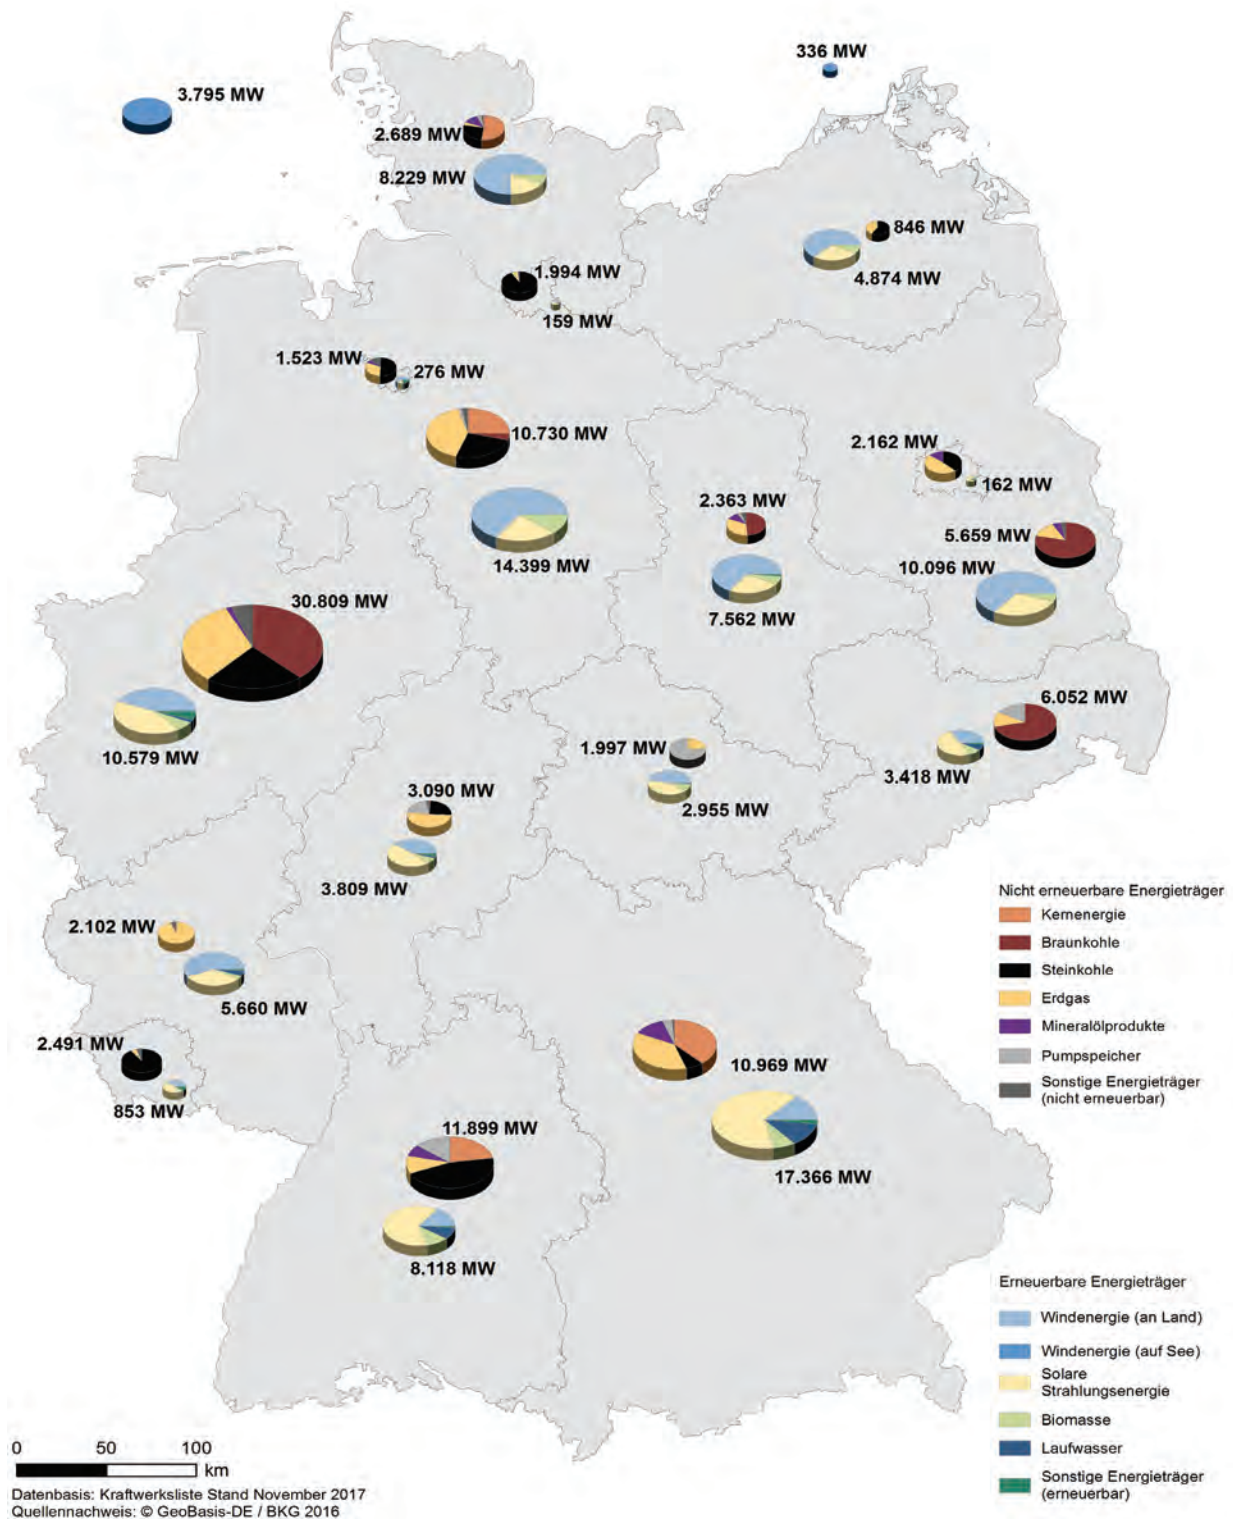 336 MW
3.795 MW
2.689 MW
8.229 MW
846 MW
4.874 MW
1.994 MW
159 MW
1.523 MW
276 MW
10.730 MW
2.162 MW
162 MW
2.363 MW
5.659 MW
14.399 MW
10.096 MW
7.562 MW
30.809 MW
10.579 MW
6.052 MW
1.997 MW
3.418 MW
3.090 MW
2.955 MW
3.809 MW
2.102 MW
5.660 MW
2.491 MW
853 MW
10.969 MW
11.899 MW
17.366 MW
8.118 MW
Nicht erneuerbare Energieträger
Kernenergie
Braunkohle
Steinkohle
Erdgas
Mineralölprodukte
Pumpspeicher
Sonstige Energieträger
(nicht erneuerbar)
Erneuerbare Energieträger
Windenergie (an Land)
Windenergie (auf See)
Solare
Strahlungsenergie
Biomasse
Laufwasser
Sonstige Energieträger
(erneuerbar)
0 50 100
km
Datenbasis: Kraftwerksliste Stand November 2017
Quellennachweis: © GeoBasis-DE / BKG 2016